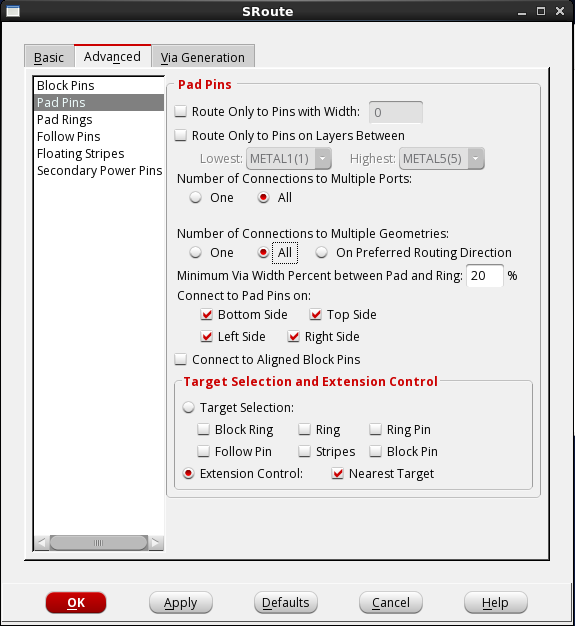 SRoute
Basic Advanced Via Generation
Block Pins
Pad Pins
Pad Rings
Follow Pins
Floating Stripes
Secondary Power Pins
Pad Pins
Route Only to Pins with Width: 0
Route Only to Pins on Layers Between
Lowest: METAL1(1) Highest: METAL5(5)
Number of Connections to Multiple Ports:
One All
Number of Connections to Multiple Geometries:
One All On Preferred Routing Direction
Minimum Via Width Percent between Pad and Ring: 20 %
Connect to Pad Pins on:
Bottom Side Top Side
Left Side Right Side
Connect to Aligned Block Pins
Target Selection and Extension Control
Target Selection:
Block Ring Ring Ring Pin
Follow Pin Stripes Block Pin
Extension Control: Nearest Target
OK Apply Defaults Cancel Help